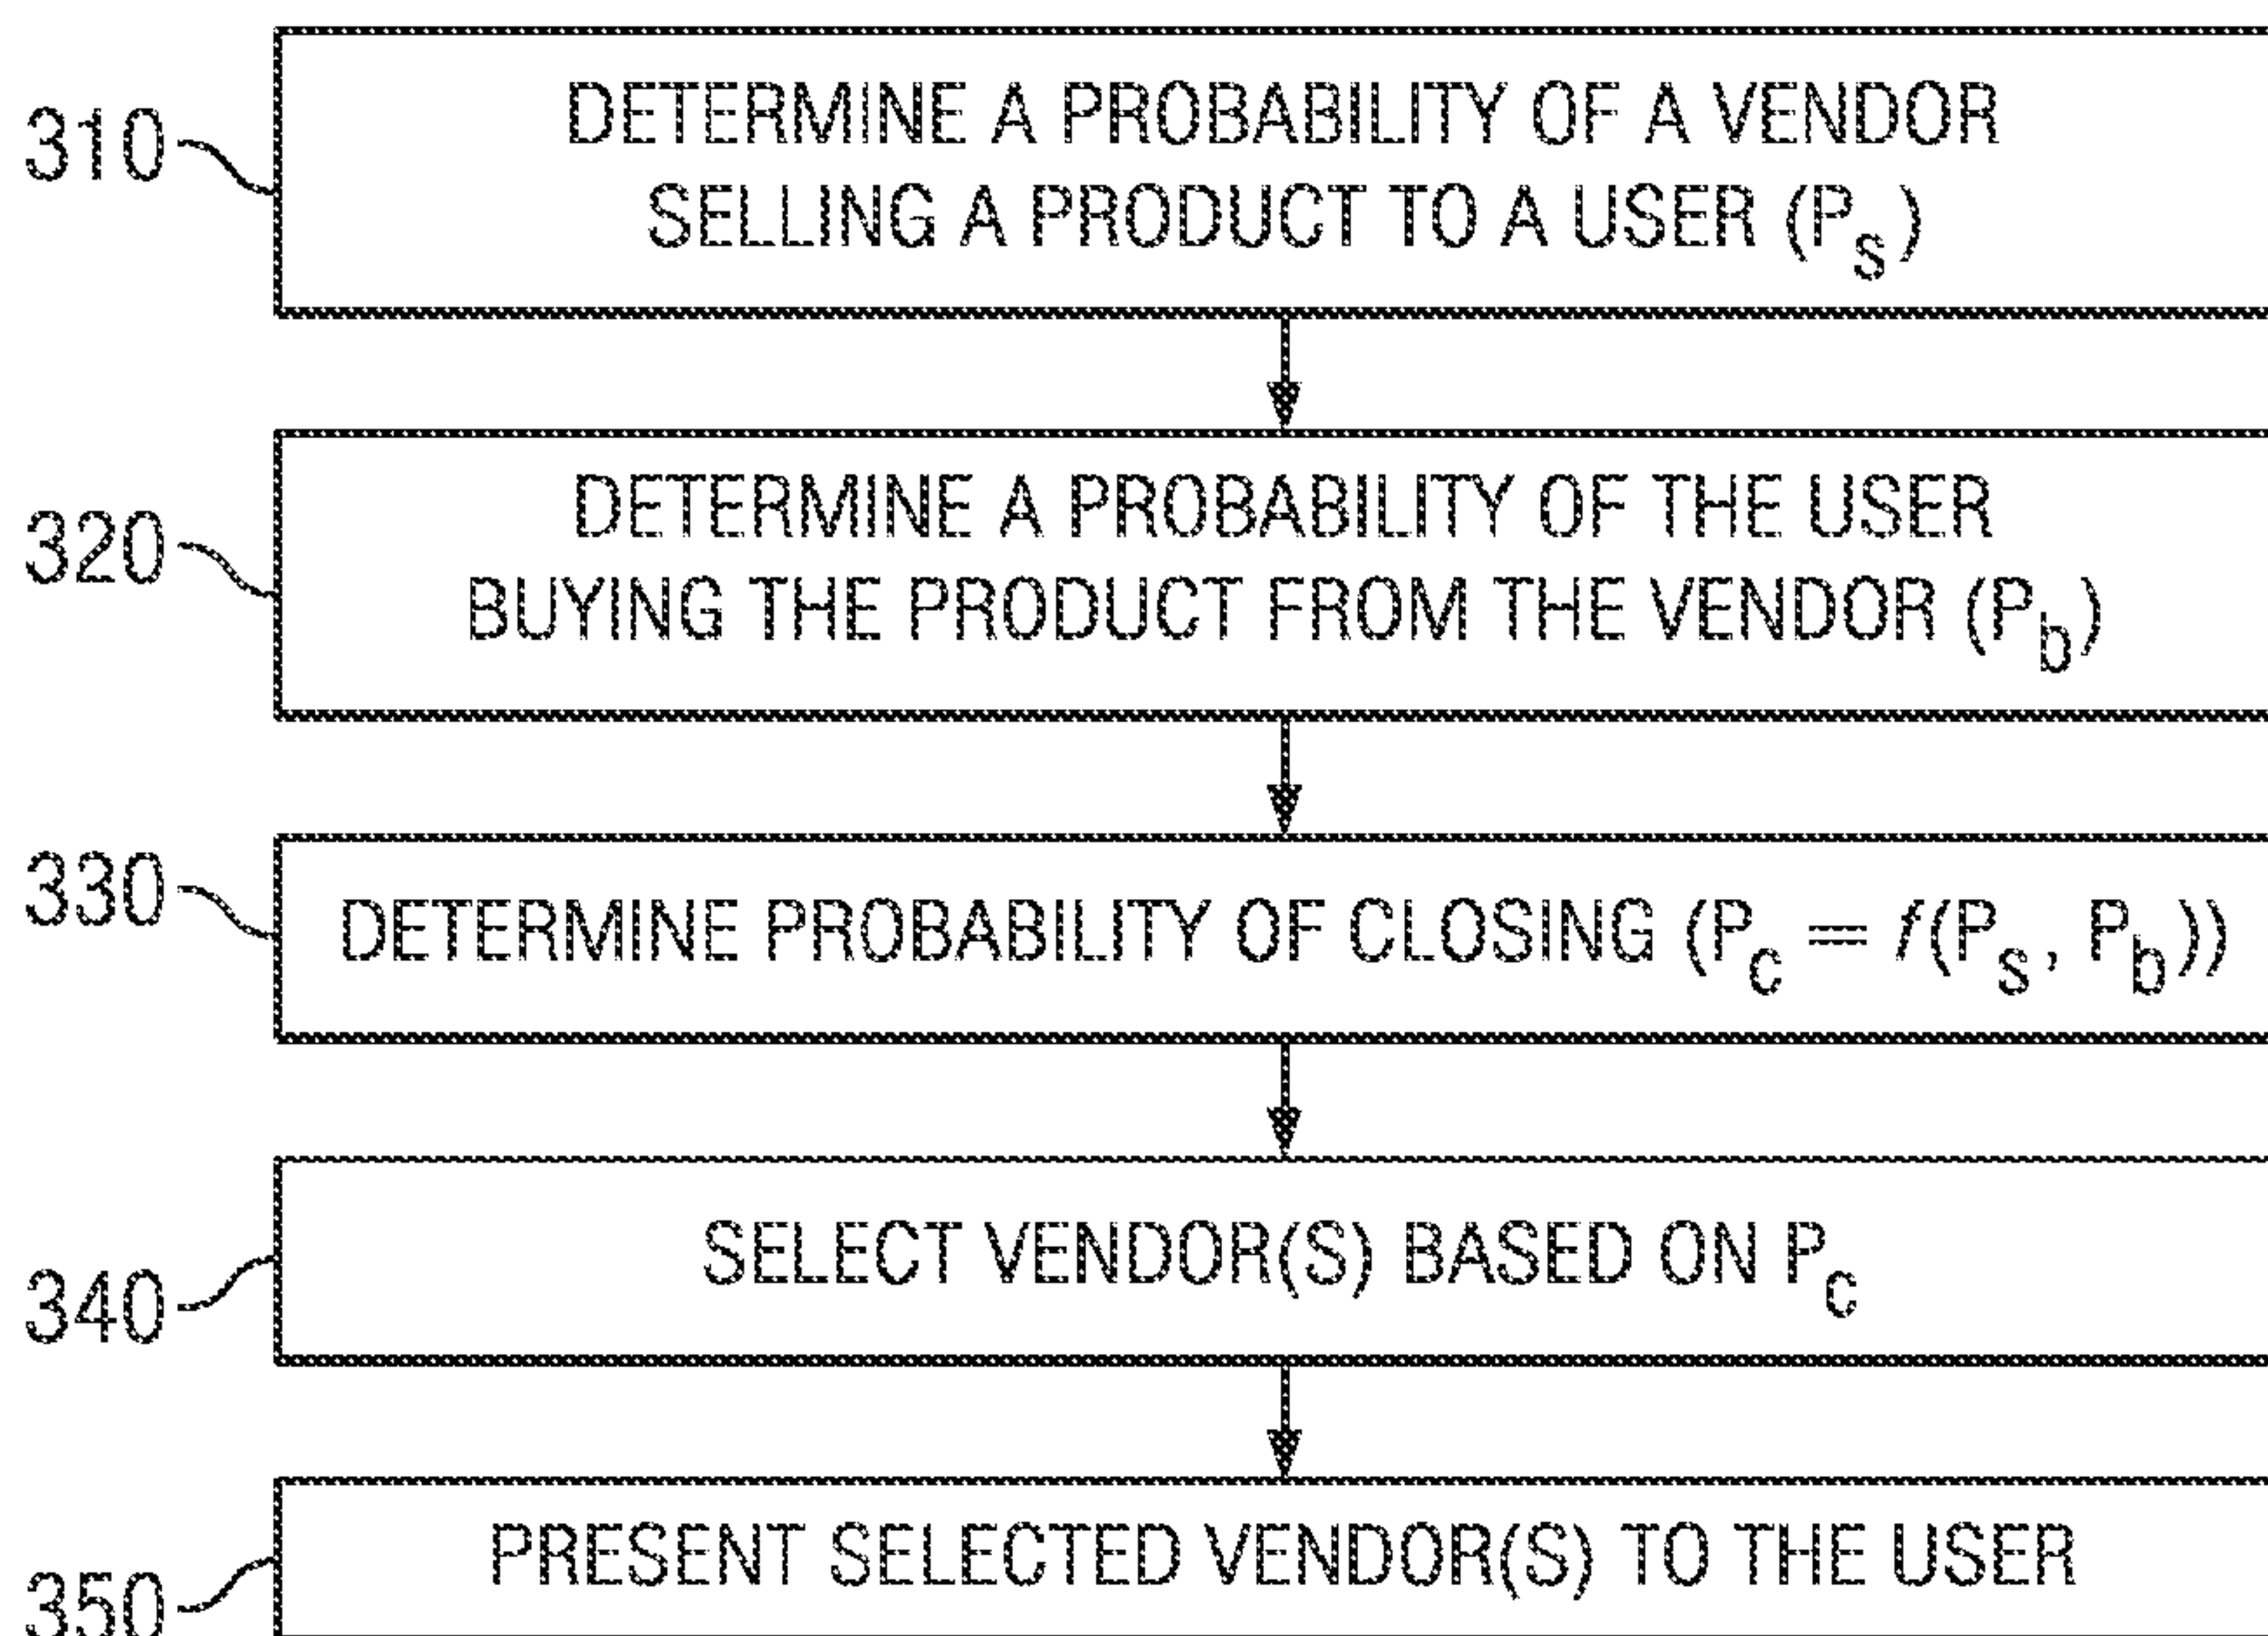 310
DETERMINE A PROBABILITY OF A VENDOR
SELLING A PRODUCT TO A USER (Ps)
320
DETERMINE A PROBABILITY OF THE USER
BUYING THE PRODUCT FROM THE VENDOR (Pb)
330
DETERMINE PROBABILITY OF CLOSING (Pc = f(Ps, Pb))
340
SELECT VENDOR(S) BASED ON Pc
350
PRESENT SELECTED VENDOR(S) TO THE USER